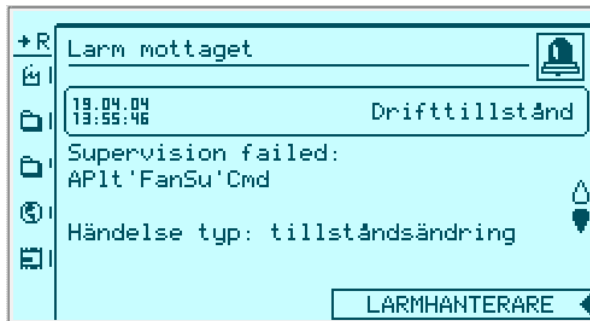 R
Larm mottaget
19.04.04
13:55:46
Drifttillstånd
Supervision failed:
APlt'FanSu'Cmd
Händelse typ: tillståndsändring
LARMHANTERARE